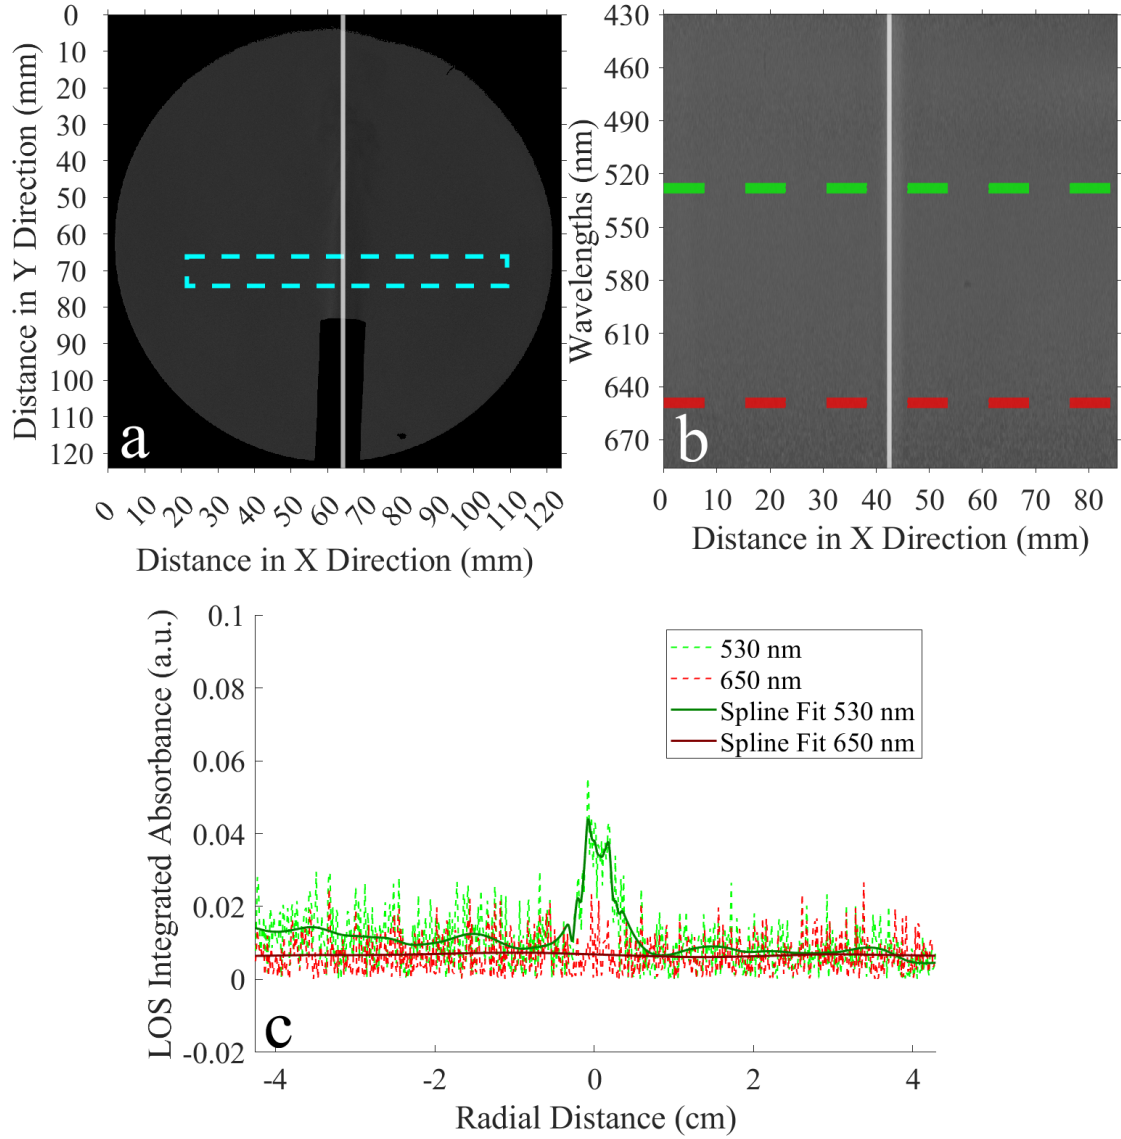 0
10
20
30
40
50
60
70
80
90
100
110
120
Distance in Y Direction (mm)
a
0 10 20 30 40 50 60 70 80 90 100 110 120
Distance in X Direction (mm)
430
460
490
520
550
580
610
640
670
Wavelengths (nm)
b
0 10 20 30 40 50 60 70 80
Distance in X Direction (mm)
0.1
0.08
0.06
0.04
0.02
0
-0.02
LOS Integrated Absorbance (a.u.)
530 nm
650 nm
Spline Fit 530 nm
Spline Fit 650 nm
c
-4 -2 0 2 4
Radial Distance (cm)